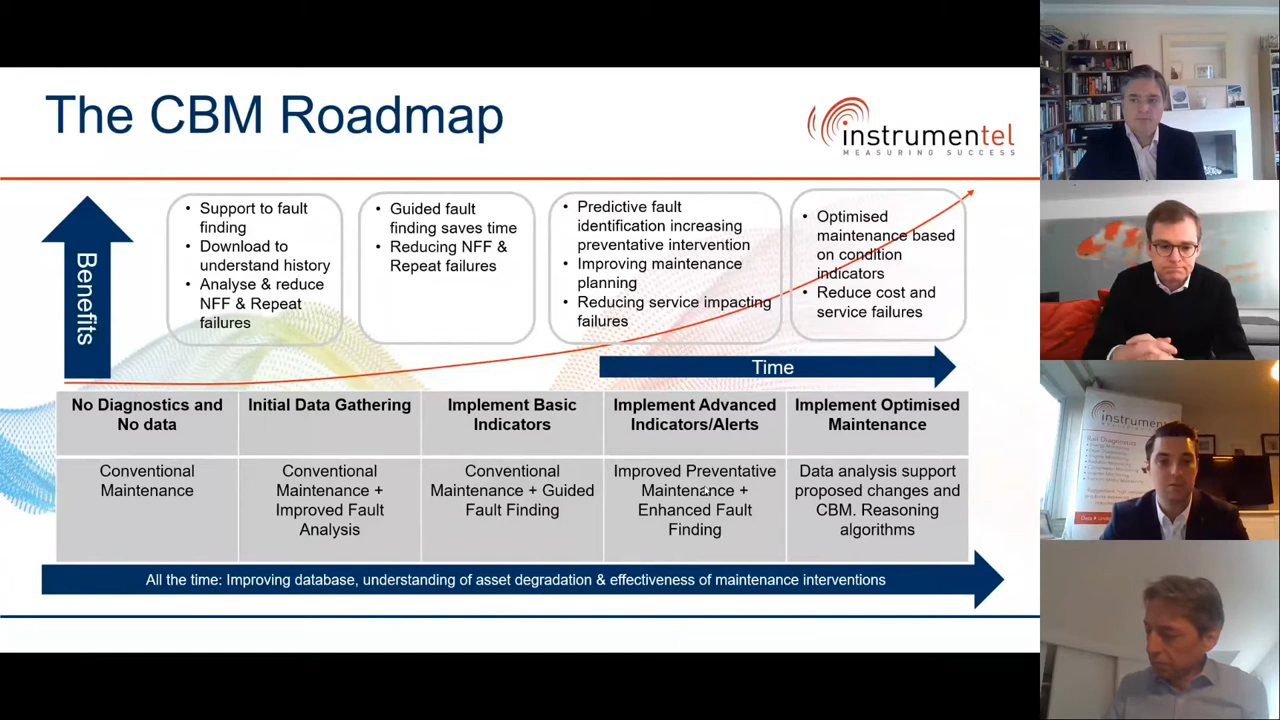 The CBM Roadmap
instrumentel
MEASURING SUCCESS
Benefits
• Support to fault
finding
• Download to
understand history
• Analyse & reduce
NFF & Repeat
failures
• Guided fault
finding saves time
• Reducing NFF &
Repeat failures
• Predictive fault
identification increasing
preventative intervention
• Improving maintenance
planning
• Reducing service impacting
failures
• Optimised
maintenance based
on condition
indicators
• Reduce cost and
service failures
Time
No Diagnostics and
No data
Initial Data Gathering
Implement Basic
Indicators
Implement Advanced
Indicators/Alerts
Implement Optimised
Maintenance
Conventional
Maintenance
Conventional
Maintenance +
Improved Fault
Analysis
Conventional
Maintenance + Guided
Fault Finding
Improved Preventative
Maintenance +
Enhanced Fault
Finding
Data analysis support
proposed changes and
CBM. Reasoning
algorithms
All the time: Improving database, understanding of asset degradation & effectiveness of maintenance interventions
instrumen
Rail Diagnostics